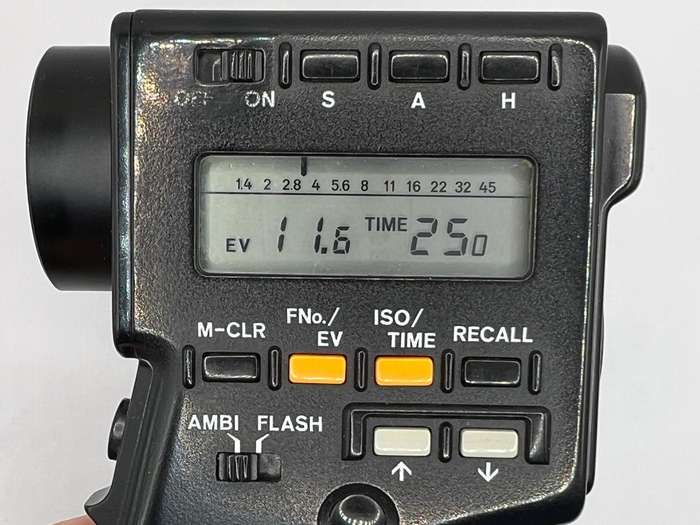 OFF ON S A H
1.4 2 2.8 4 5.6 8 11 16 22 32 45
EV 11.6 TIME 250
M-CLR FNo./EV ISO/TIME RECALL
AMBI FLASH
↑ ↓